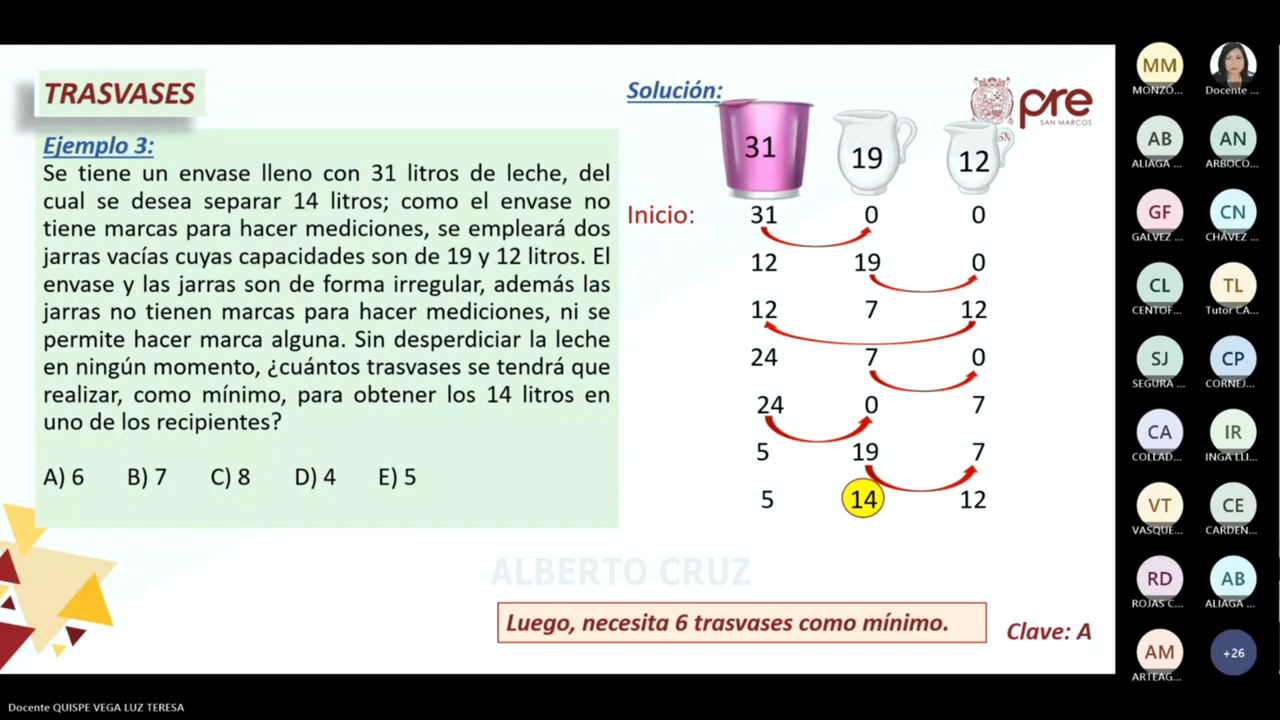 TRASVASES
Ejemplo 3:
Se tiene un envase lleno con 31 litros de leche, del
cual se desea separar 14 litros; como el envase no
tiene marcas para hacer mediciones, se empleará dos
jarras vacías cuyas capacidades son de 19 y 12 litros. El
envase y las jarras son de forma irregular, además las
jarras no tienen marcas para hacer mediciones, ni se
permite hacer marca alguna. Sin desperdiciar la leche
en ningún momento, ¿cuántos trasvases se tendrá que
realizar, como mínimo, para obtener los 14 litros en
uno de los recipientes?
A) 6 B) 7 C) 8 D) 4 E) 5
Solución:
pre
SAN MARCOS
31 19 12
Inicio: 31 0 0
12 19 0
12 7 12
24 7 0
24 0 7
5 19 7
5 14 12
ALBERTO CRUZ
Luego, necesita 6 trasvases como mínimo.
Clave: A
MM
MONZO...
Docente ...
AB AN
ALIAGA ... ARBOCO...
GF CN
GALVEZ ... CHÁVEZ ...
CL TL
CENTOF... Tutor CA...
SJ CP
SEGURA ... CORNEJ...
CA IR
COLLAD... INGA LLI...
VT CE
VASQUE... CARDEN...
RD AB
ROJAS C... ALIAGA ...
AM +26
ARTEAG...
Docente QUISPE VEGA LUZ TERESA